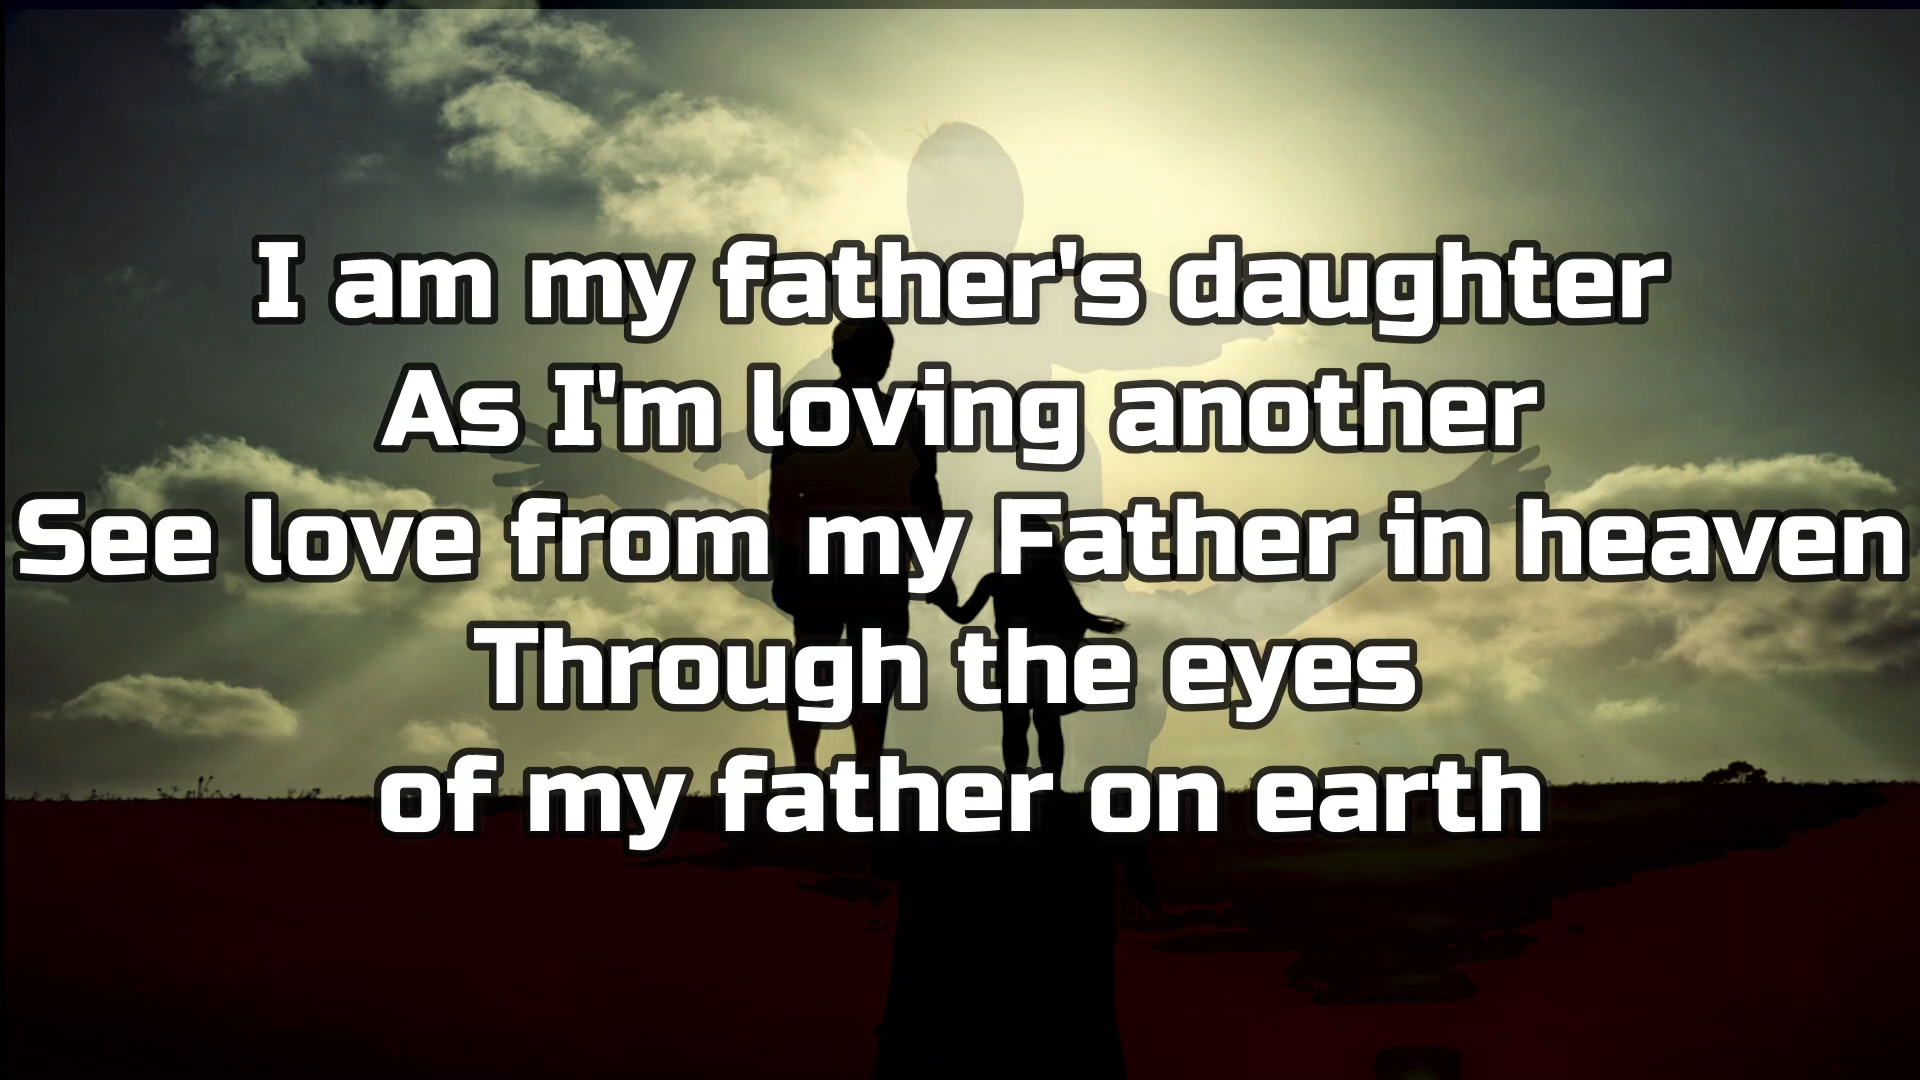 I am my father's daughter
As I'm loving another
See love from my Father in heaven
Through the eyes
of my father on earth